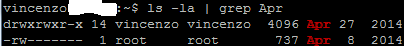 vincenzo :~$ ls -la | grep Apr
drwxrwxr-x 14 vincenzo vincenzo 4096 Apr 27 2014
-rw------- 1 root root 737 Apr 8 2014